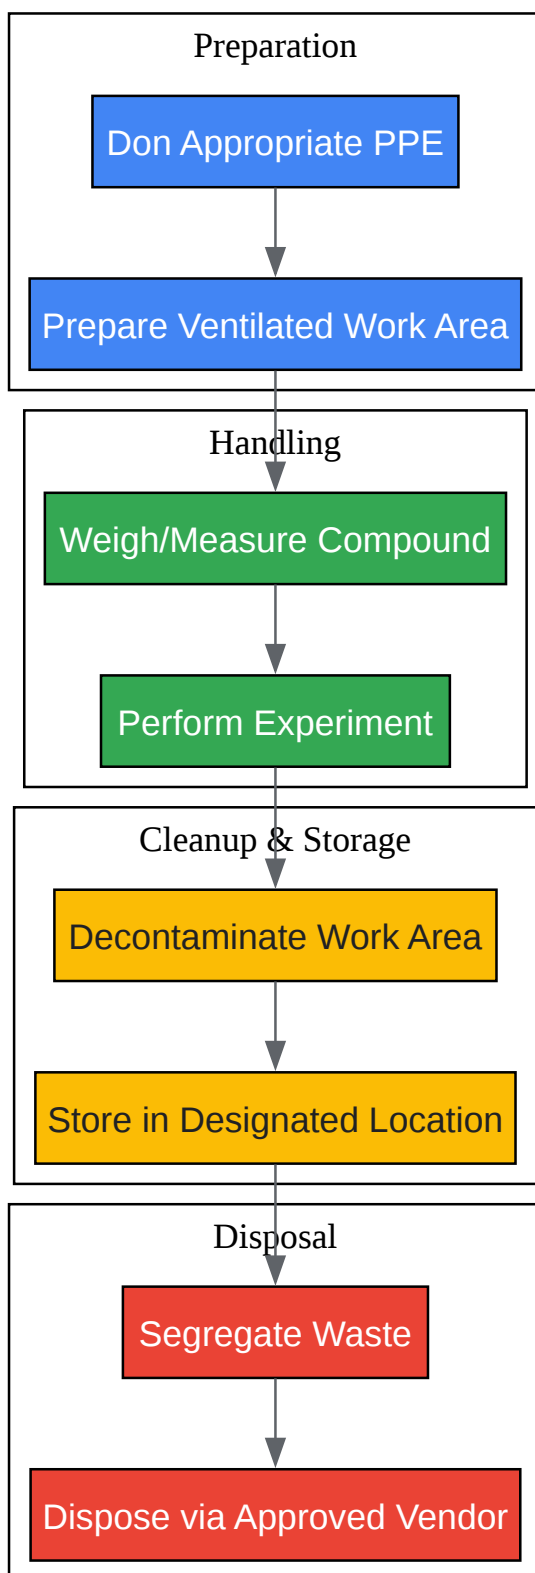 Preparation
Don Appropriate PPE
Prepare Ventilated Work Area
Handling
Weigh/Measure Compound
Perform Experiment
Cleanup & Storage
Decontaminate Work Area
Store in Designated Location
Disposal
Segregate Waste
Dispose via Approved Vendor